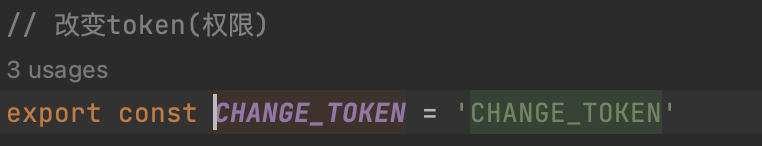 // 改变token(权限)
3 usages
export const CHANGE_TOKEN = 'CHANGE_TOKEN'